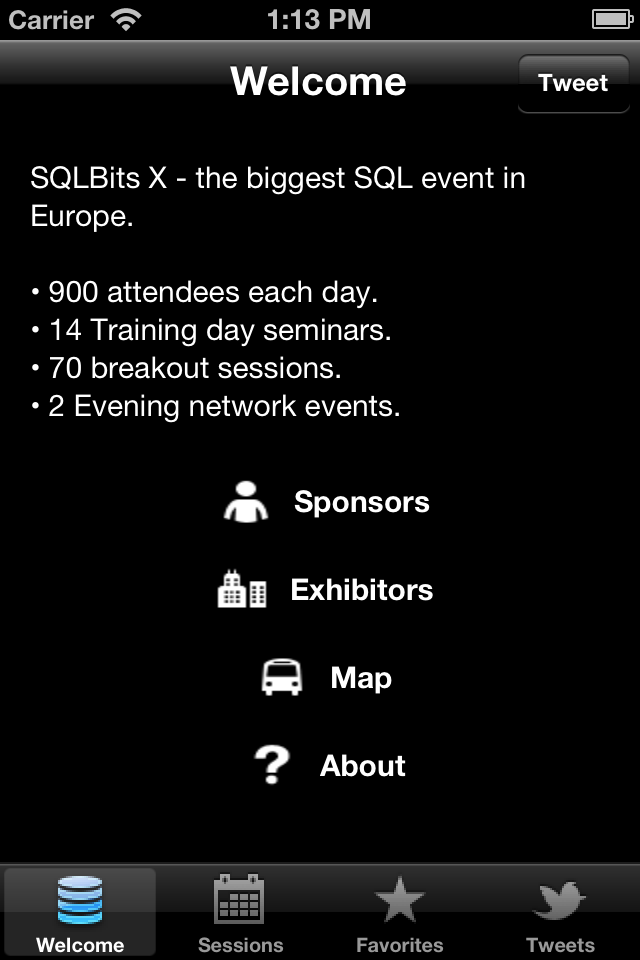 Carrier 1:13 PM
Welcome Tweet
SQLBits X - the biggest SQL event in
Europe.
• 900 attendees each day.
• 14 Training day seminars.
• 70 breakout sessions.
• 2 Evening network events.
Sponsors
Exhibitors
Map
? About
Welcome Sessions Favorites Tweets